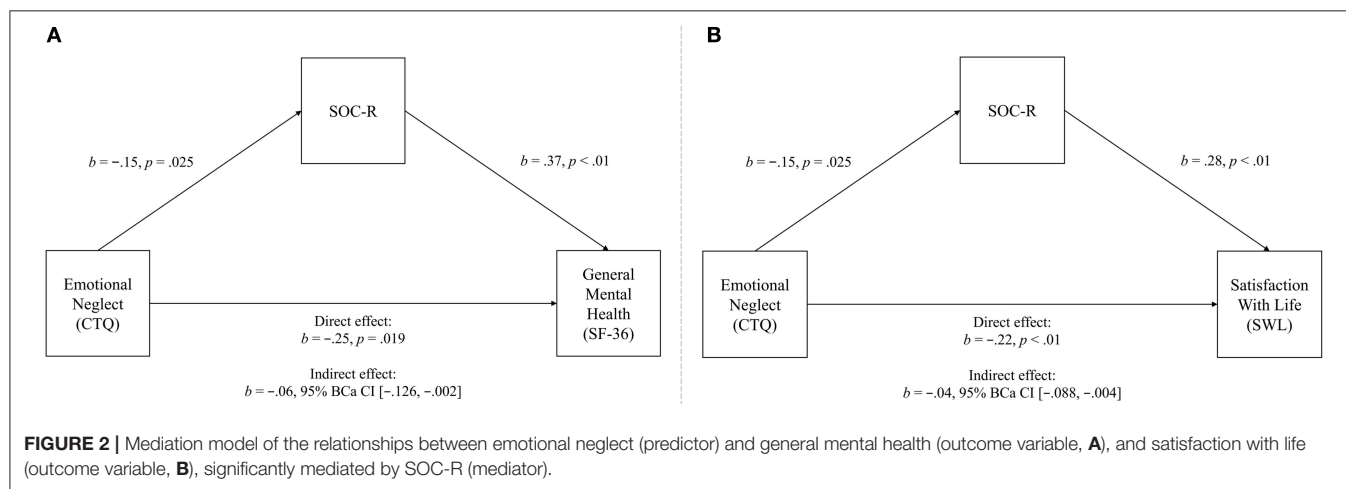 A
SOC-R
b = –.15, p = .025
b = .37, p < .01
Emotional
Neglect
(CTQ)
General
Mental
Health
(SF-36)
Direct effect:
b = –.25, p = .019
Indirect effect:
b = –.06, 95% BCa CI [–.126, –.002]
B
SOC-R
b = –.15, p = .025
b = .28, p < .01
Emotional
Neglect
(CTQ)
Satisfaction
With Life
(SWL)
Direct effect:
b = –.22, p < .01
Indirect effect:
b = –.04, 95% BCa CI [–.088, –.004]
FIGURE 2 | Mediation model of the relationships between emotional neglect (predictor) and general mental health (outcome variable, A), and satisfaction with life
(outcome variable, B), significantly mediated by SOC-R (mediator).